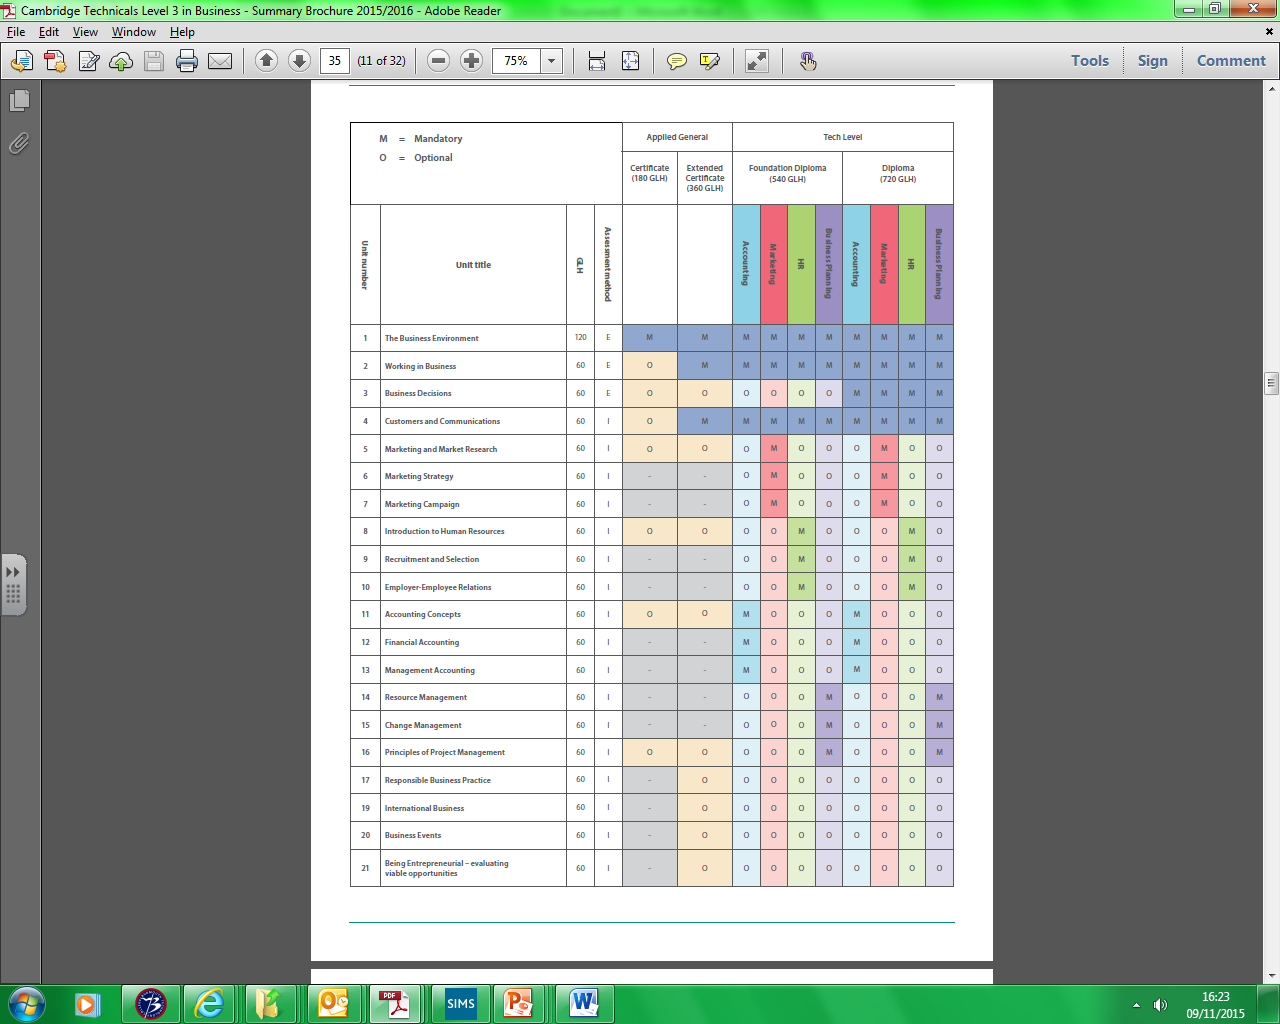 Cambridge Technicals Level 3 in Business - Summary Brochure 2015/2016 - Adobe Reader
File Edit View Window Help
35 (11 of 32) 75% Tools Sign Comment
M = Mandatory
O = Optional
Applied General Tech Level
Certificate (180 GLH) Extended Certificate (360 GLH) Foundation Diploma (540 GLH) Diploma (720 GLH)
Unit number Unit title GLH Assessment method Accounting Marketing HR Business Planning Accounting Marketing HR Business Planning
1 The Business Environment 120 E M M M M M M M M M M
2 Working in Business 60 E O M M M M M M M M M
3 Business Decisions 60 E O O O O O O M M M M
4 Customers and Communications 60 I O M M M M M M M M M
5 Marketing and Market Research 60 I O O O M O O O M O O
6 Marketing Strategy 60 I - - O M O O O M O O
7 Marketing Campaign 60 I - - O M O O O M O O
8 Introduction to Human Resources 60 I O O O O M O O O M O
9 Recruitment and Selection 60 I - - O O M O O O M O
10 Employer-Employee Relations 60 I - - O O M O O O M O
11 Accounting Concepts 60 I O O M O O O M O O O
12 Financial Accounting 60 I - - M O O O M O O O
13 Management Accounting 60 I - - M O O O M O O O
14 Resource Management 60 I - - O O O M O O O M
15 Change Management 60 I - - O O O M O O O M
16 Principles of Project Management 60 I O O O O O M O O O M
17 Responsible Business Practice 60 I - O O O O O O O O O
19 International Business 60 I - O O O O O O O O O
20 Business Events 60 I - O O O O O O O O O
21 Being Entrepreneurial – evaluating viable opportunities 60 I - O O O O O O O O O
PDF SIMS
16:23
09/11/2015